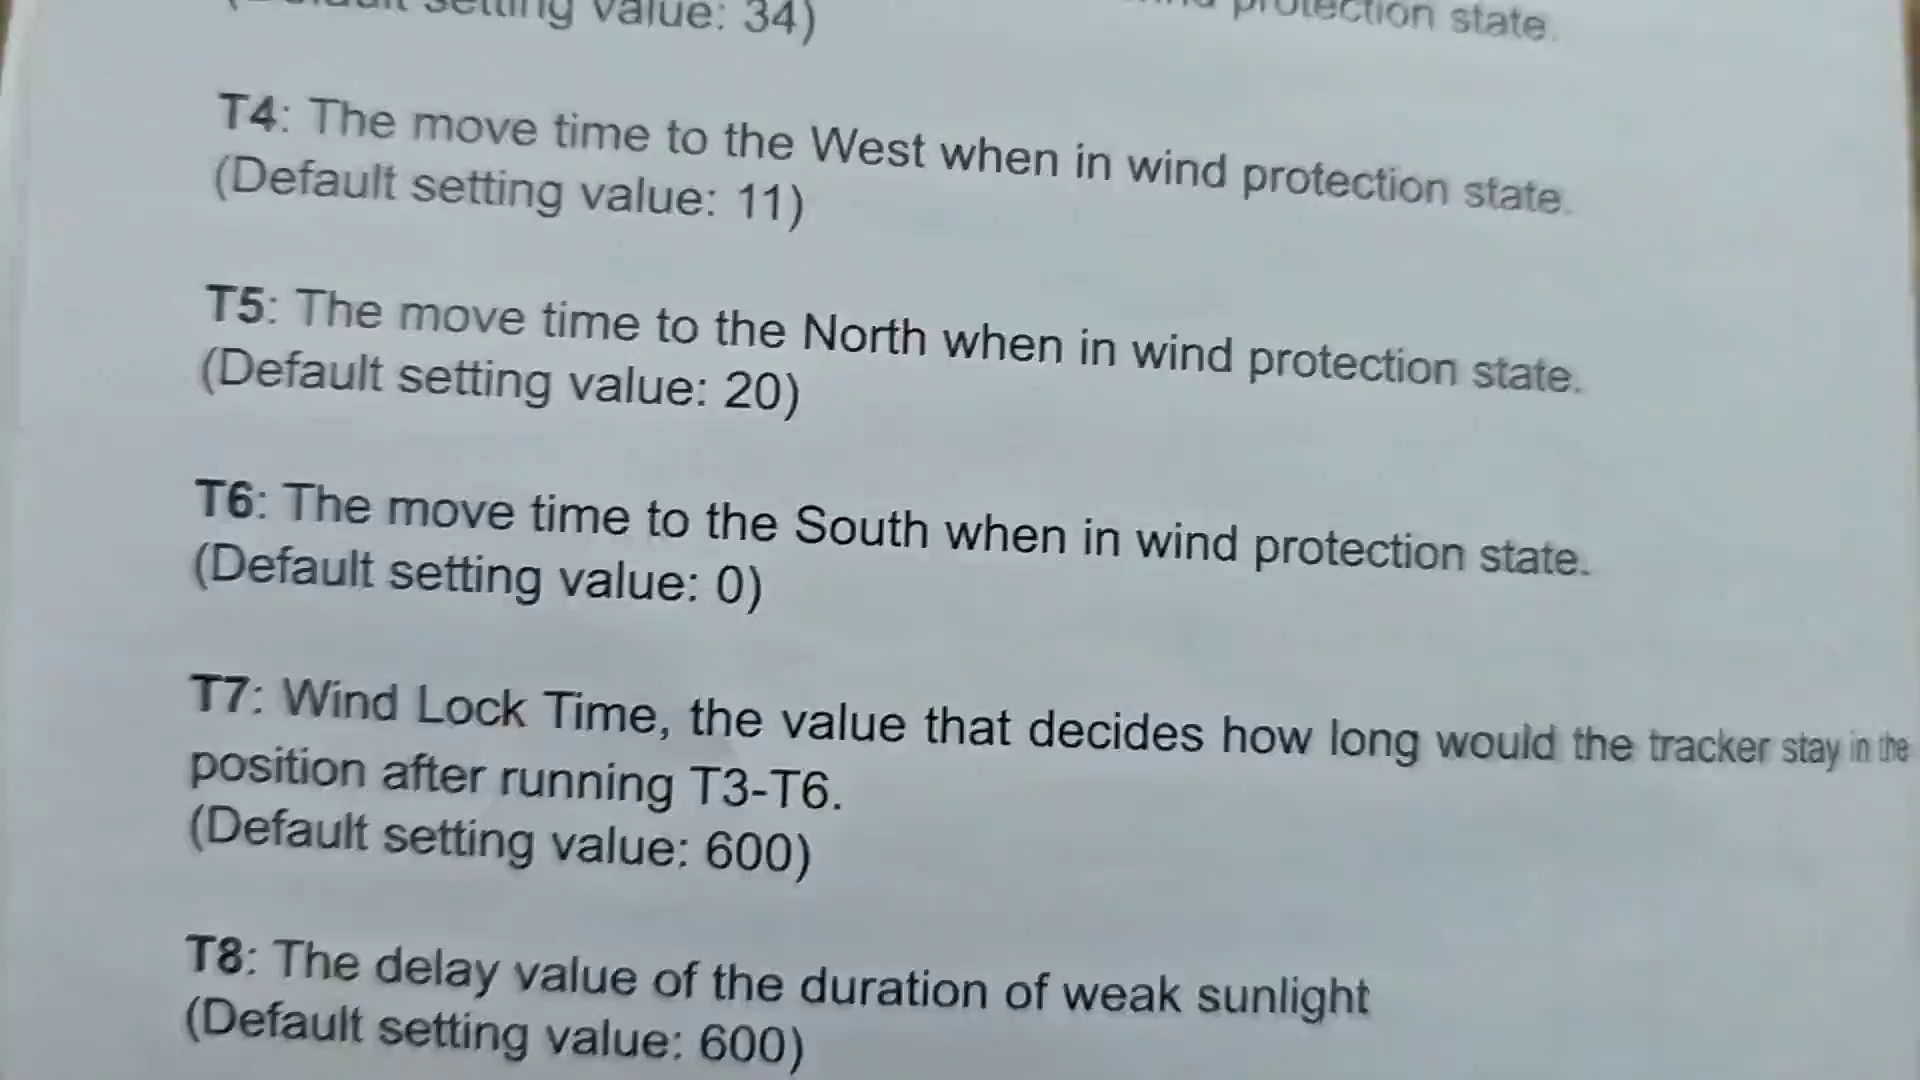 setting value: 34)
protection state.
T4: The move time to the West when in wind protection state.
(Default setting value: 11)
T5: The move time to the North when in wind protection state.
(Default setting value: 20)
T6: The move time to the South when in wind protection state.
(Default setting value: 0)
T7: Wind Lock Time, the value that decides how long would the tracker stay in the
position after running T3-T6.
(Default setting value: 600)
T8: The delay value of the duration of weak sunlight
(Default setting value: 600)